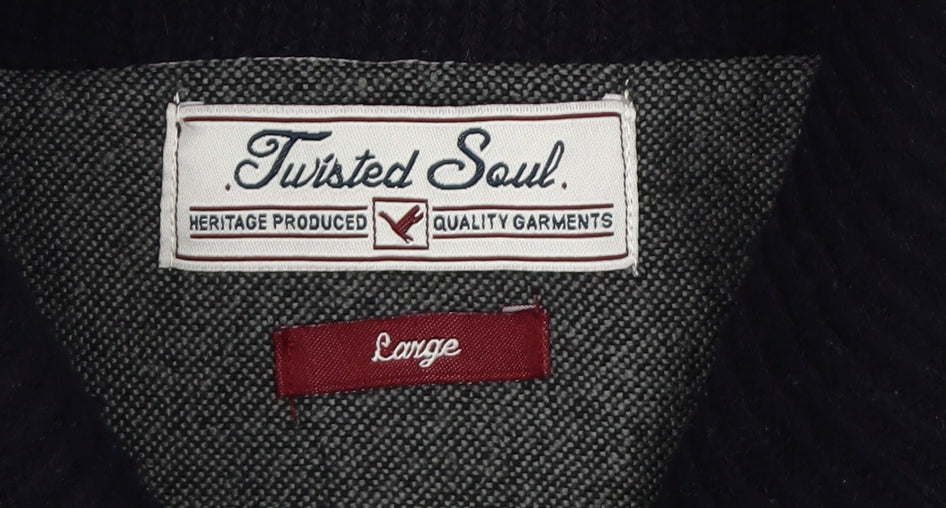 .Twisted Soul.
HERITAGE PRODUCED QUALITY GARMENTS
Large